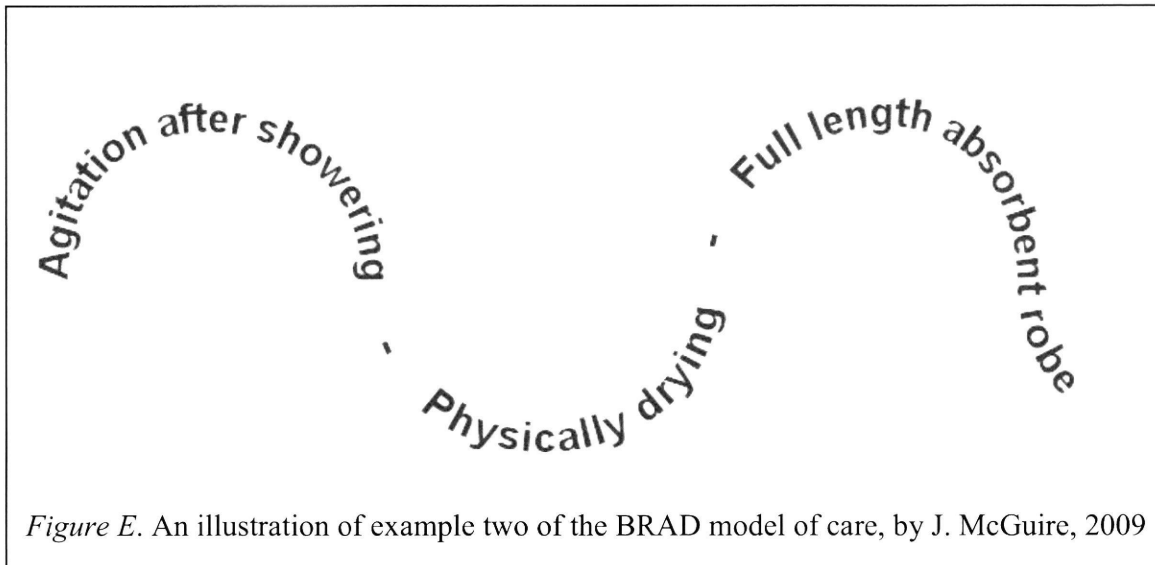 Agitation after showering - Physically drying - Full length absorbent robe
Figure E. An illustration of example two of the BRAD model of care, by J. McGuire, 2009